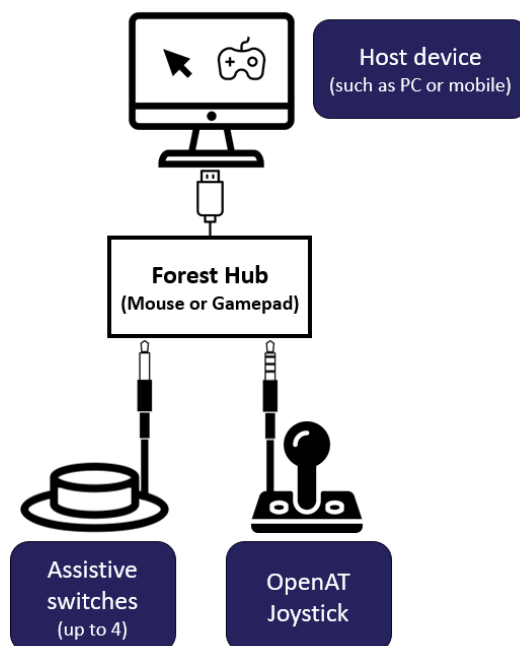 Host device
(such as PC or mobile)
Forest Hub
(Mouse or Gamepad)
Assistive
switches
(up to 4)
OpenAT
Joystick